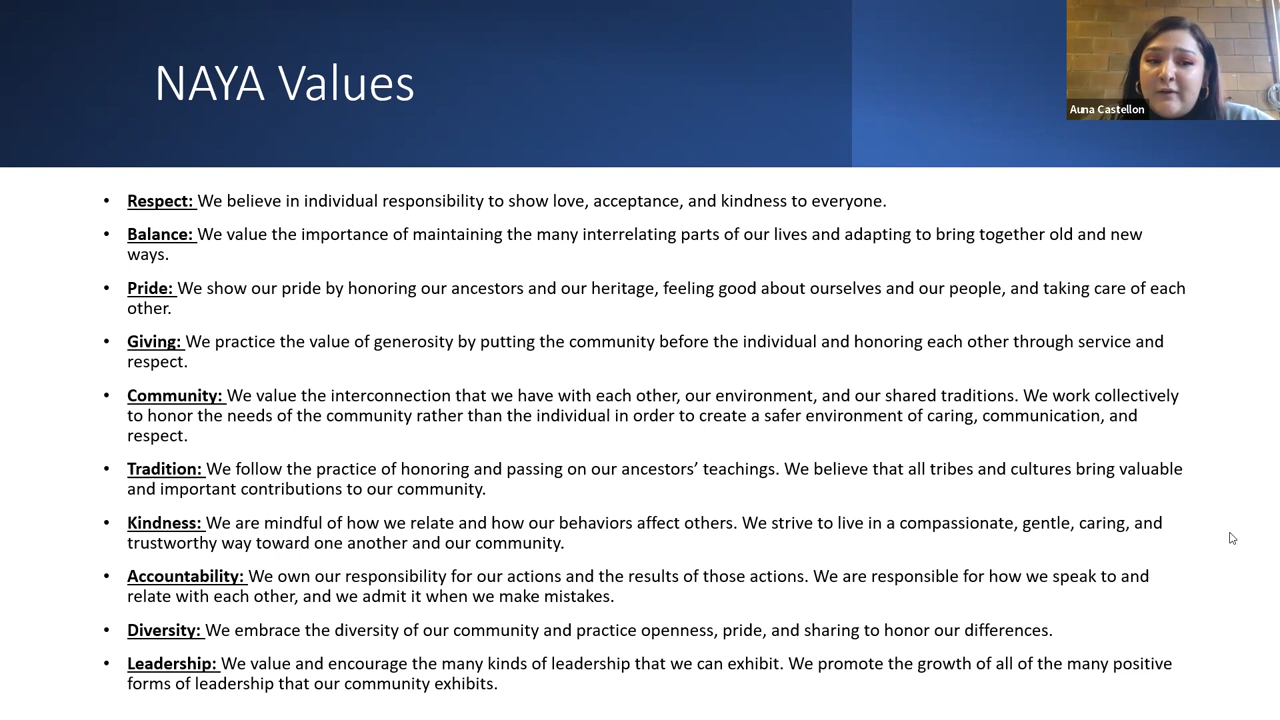 NAYA Values
Auna Castellon
• Respect: We believe in individual responsibility to show love, acceptance, and kindness to everyone.
• Balance: We value the importance of maintaining the many interrelating parts of our lives and adapting to bring together old and new
ways.
• Pride: We show our pride by honoring our ancestors and our heritage, feeling good about ourselves and our people, and taking care of each
other.
• Giving: We practice the value of generosity by putting the community before the individual and honoring each other through service and
respect.
• Community: We value the interconnection that we have with each other, our environment, and our shared traditions. We work collectively
to honor the needs of the community rather than the individual in order to create a safer environment of caring, communication, and
respect.
• Tradition: We follow the practice of honoring and passing on our ancestors’ teachings. We believe that all tribes and cultures bring valuable
and important contributions to our community.
• Kindness: We are mindful of how we relate and how our behaviors affect others. We strive to live in a compassionate, gentle, caring, and
trustworthy way toward one another and our community.
• Accountability: We own our responsibility for our actions and the results of those actions. We are responsible for how we speak to and
relate with each other, and we admit it when we make mistakes.
• Diversity: We embrace the diversity of our community and practice openness, pride, and sharing to honor our differences.
• Leadership: We value and encourage the many kinds of leadership that we can exhibit. We promote the growth of all of the many positive
forms of leadership that our community exhibits.